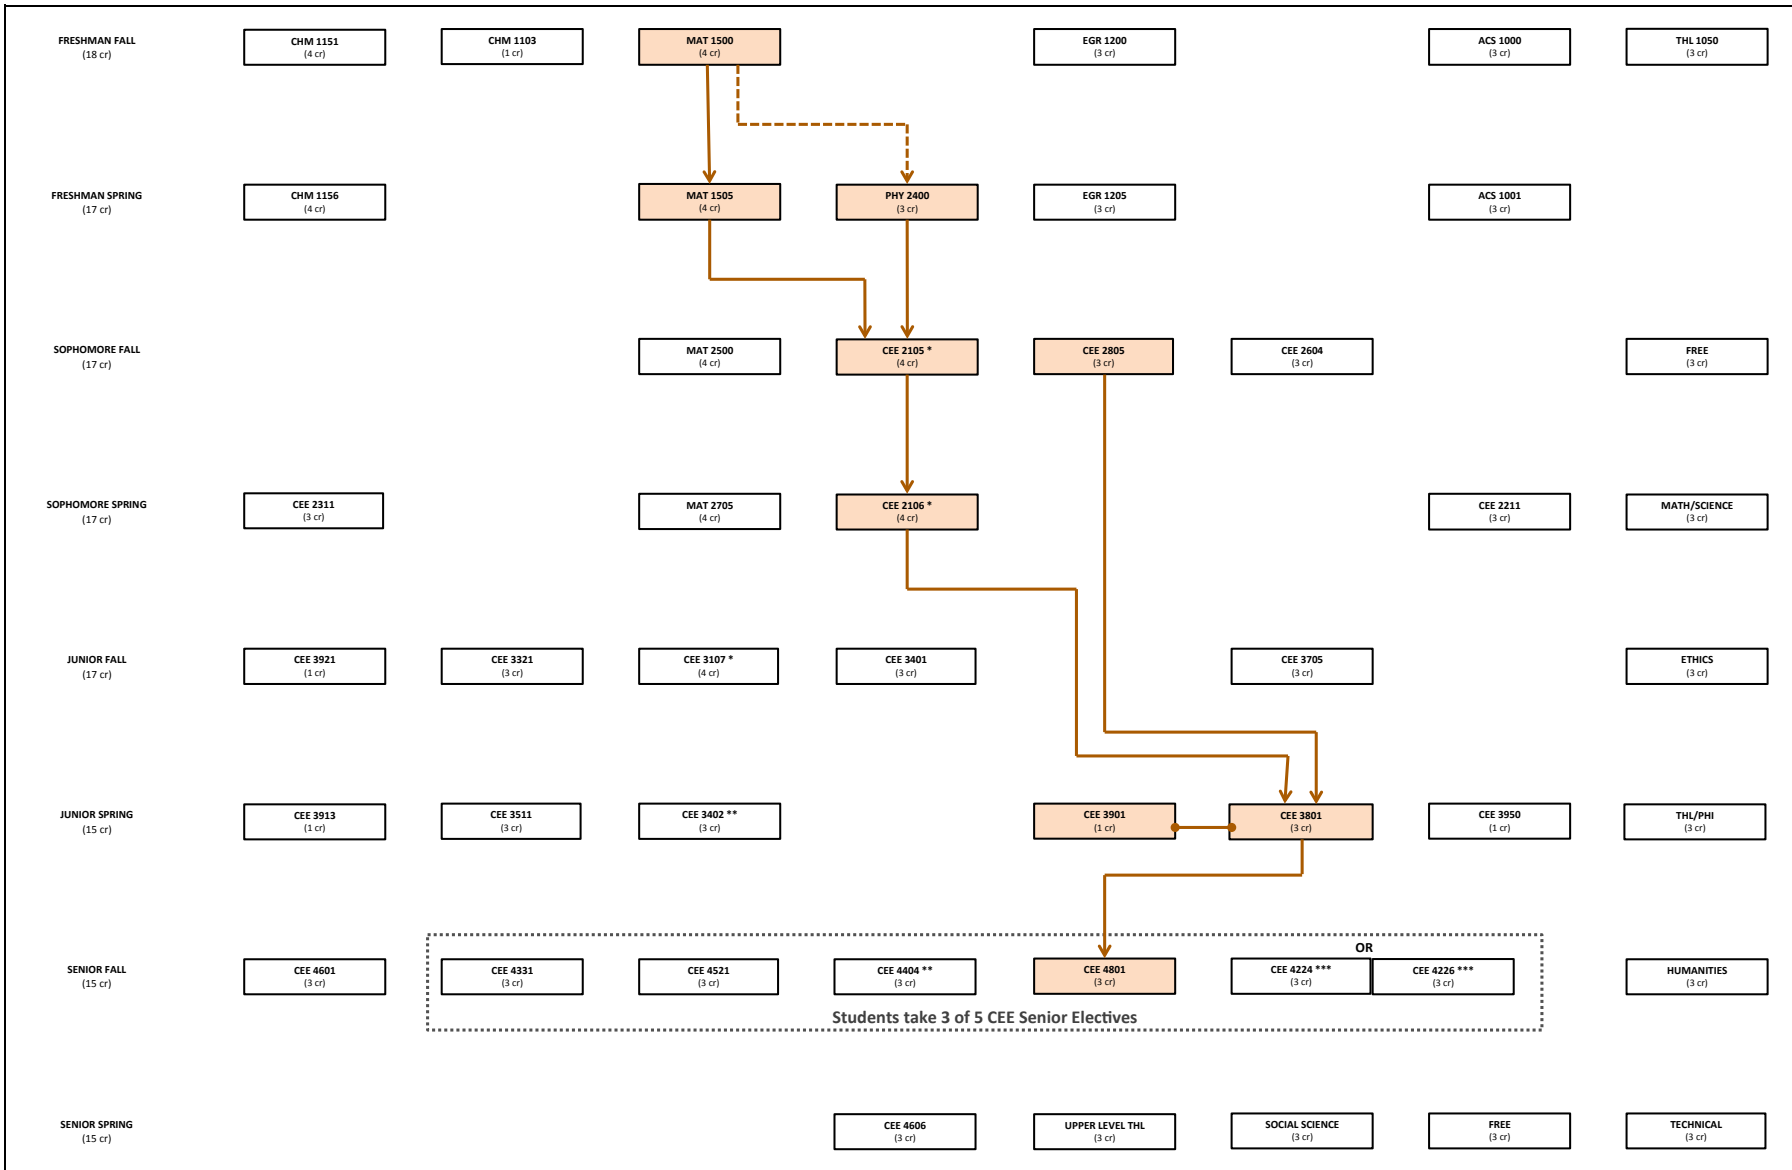 FRESHMAN FALL
(18 cr)
CHM 1151
(4 cr)
CHM 1103
(1 cr)
MAT 1500
(4 cr)
EGR 1200
(3 cr)
ACS 1000
(3 cr)
THL 1050
(3 cr)
FRESHMAN SPRING
(17 cr)
CHM 1156
(4 cr)
MAT 1505
(4 cr)
PHY 2400
(3 cr)
EGR 1205
(3 cr)
ACS 1001
(3 cr)
SOPHOMORE FALL
(17 cr)
MAT 2500
(4 cr)
CEE 2105 *
(4 cr)
CEE 2805
(3 cr)
CEE 2604
(3 cr)
FREE
(3 cr)
SOPHOMORE SPRING
(17 cr)
CEE 2311
(3 cr)
MAT 2705
(4 cr)
CEE 2106 *
(4 cr)
CEE 2211
(3 cr)
MATH/SCIENCE
(3 cr)
JUNIOR FALL
(17 cr)
CEE 3921
(1 cr)
CEE 3321
(3 cr)
CEE 3107 *
(4 cr)
CEE 3401
(3 cr)
CEE 3705
(3 cr)
ETHICS
(3 cr)
JUNIOR SPRING
(15 cr)
CEE 3913
(1 cr)
CEE 3511
(3 cr)
CEE 3402 **
(3 cr)
CEE 3901
(1 cr)
CEE 3801
(3 cr)
CEE 3950
(1 cr)
THL/PHI
(3 cr)
SENIOR FALL
(15 cr)
CEE 4601
(3 cr)
CEE 4331
(3 cr)
CEE 4521
(3 cr)
CEE 4404 **
(3 cr)
CEE 4801
(3 cr)
OR
CEE 4224 ***
(3 cr)
CEE 4226 ***
(3 cr)
HUMANITIES
(3 cr)
Students take 3 of 5 CEE Senior Electives
SENIOR SPRING
(15 cr)
CEE 4606
(3 cr)
UPPER LEVEL THL
(3 cr)
SOCIAL SCIENCE
(3 cr)
FREE
(3 cr)
TECHNICAL
(3 cr)